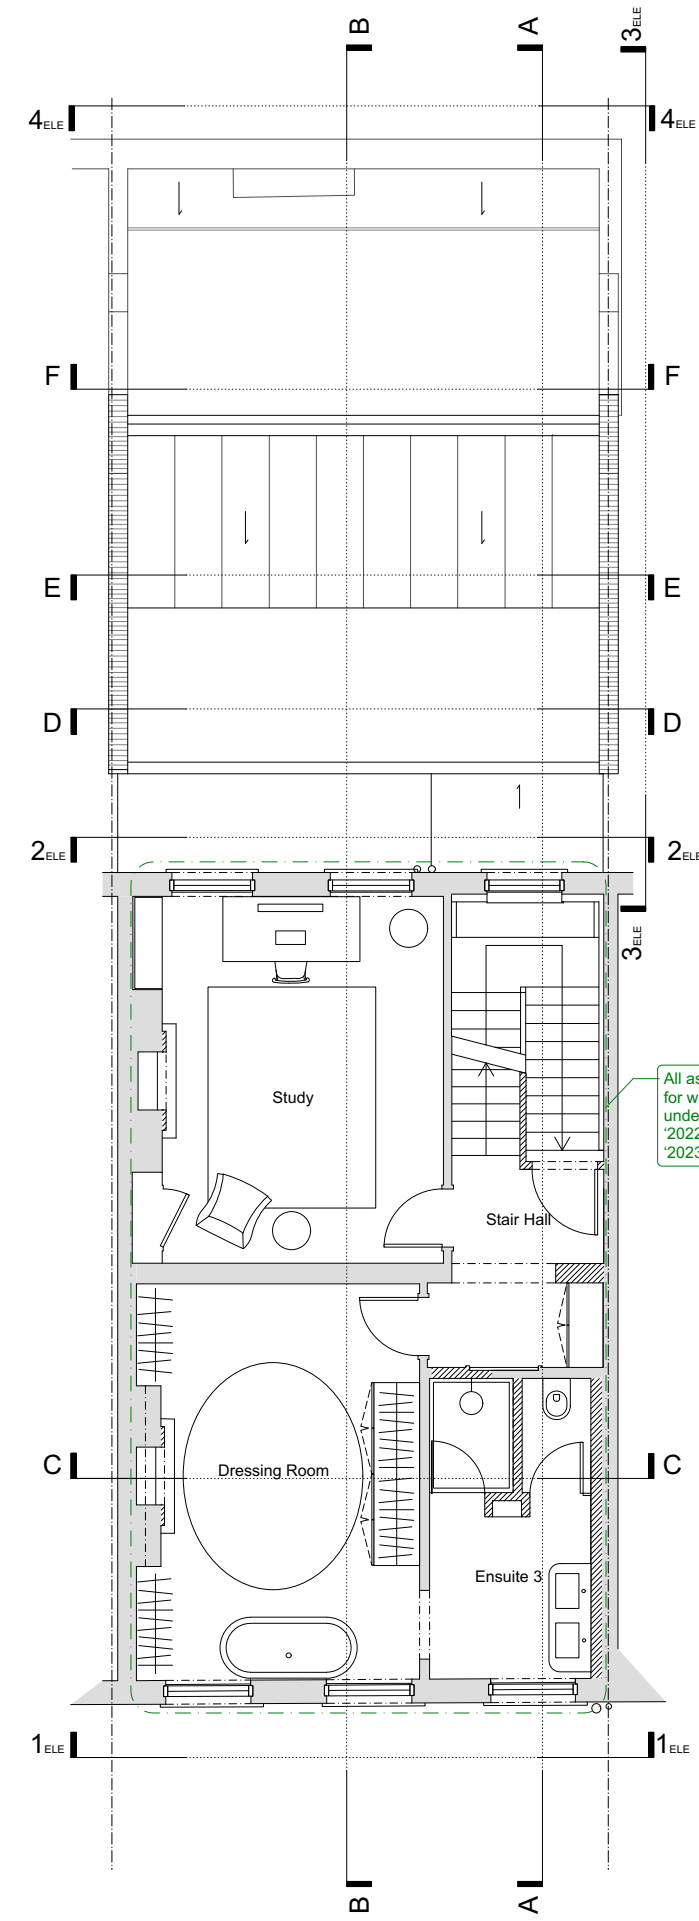 B
A
3ELE
4ELE
4ELE
F
F
E
E
D
D
2ELE
2ELE
3ELE
All as
for w
unde
‘2022
‘2023
Study
Stair Hall
C
C
Dressing Room
Ensuite 3
1ELE
1ELE
B
A